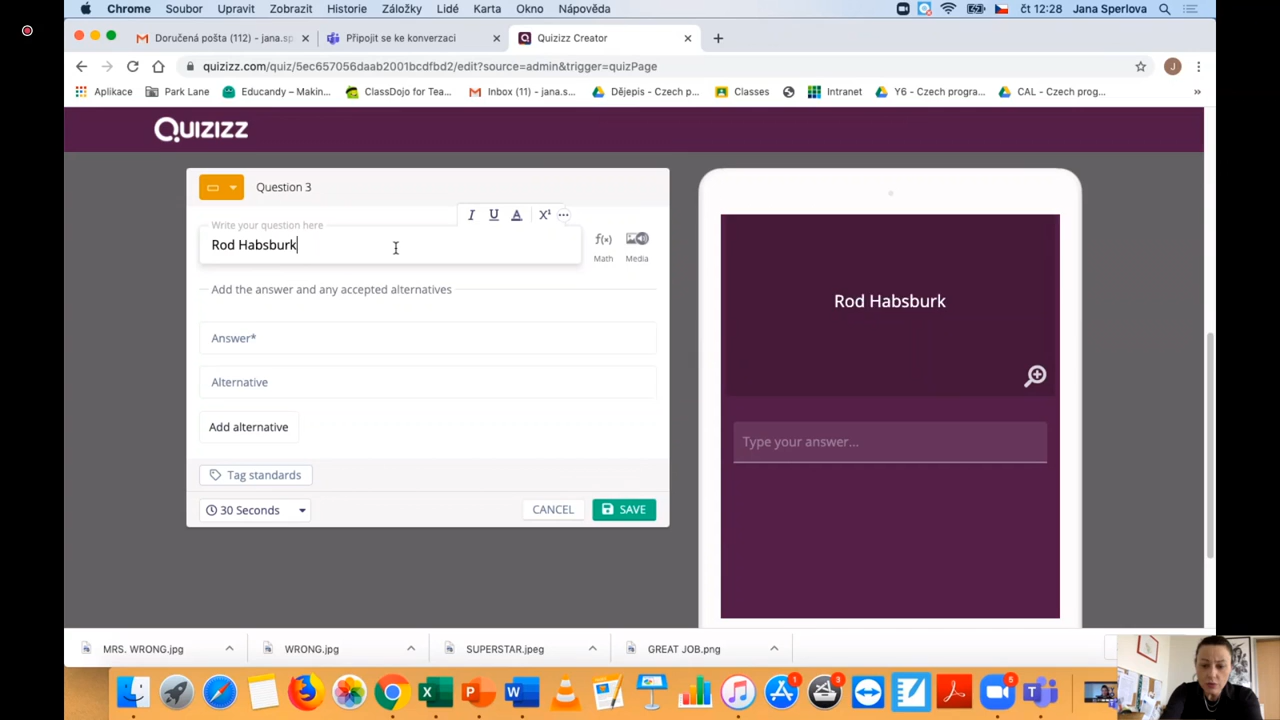 Chrome Soubor Upravit Zobrazit Historie Záložky Lidé Karta Okno Nápověda čt 12:28 Jana Sperlova
Doručená pošta (112) - jana.sp Připojit se ke konverzaci Quizizz Creator
quizizz.com/quiz/5ec657056daab2001bcdfbd2/edit?source=admin&trigger=quizPage J
Aplikace Park Lane Educandy – Makin... ClassDojo for Tea... Inbox (11) - jana.s... Dějepis - Czech p... Classes Intranet Y6 - Czech progra... CAL - Czech prog... »
Quizizz
Question 3
I U A X¹ ...
Write your question here
Rod Habsburk
f(x)
Math Media
Add the answer and any accepted alternatives
Answer*
Alternative
Add alternative
Tag standards
30 Seconds CANCEL SAVE
Rod Habsburk
Type your answer...
MRS. WRONG.jpg WRONG.jpg SUPERSTAR.jpeg GREAT JOB.png
1 3 5